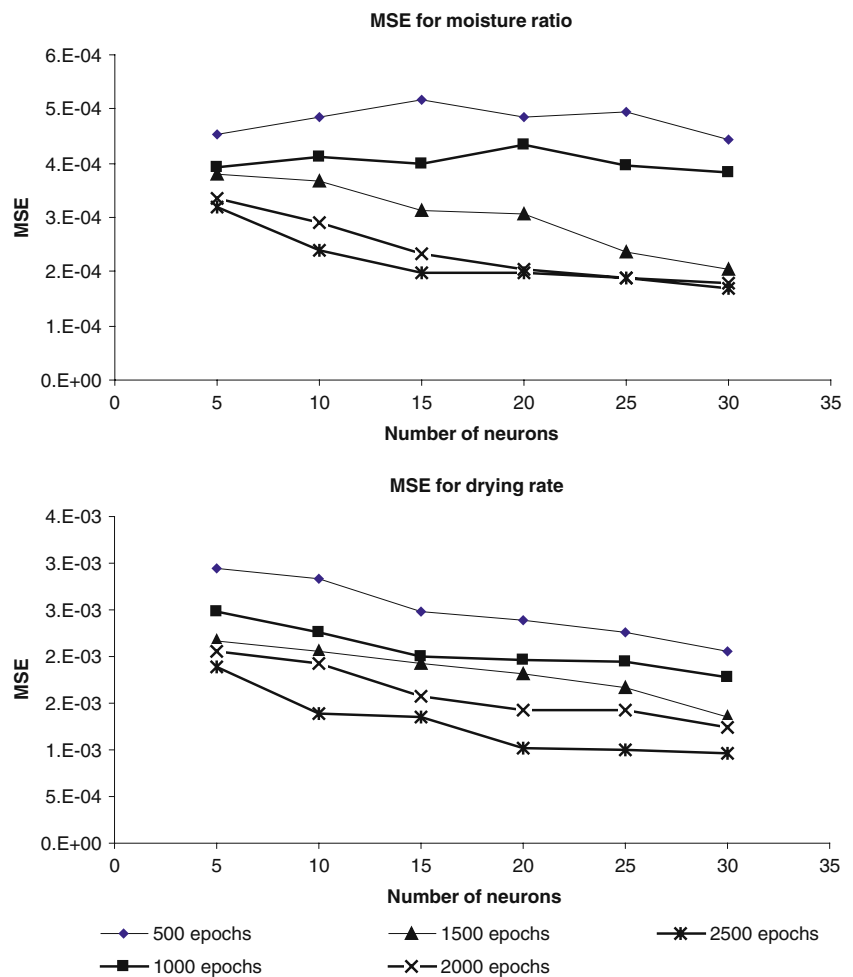 MSE for moisture ratio
6.E-04
5.E-04
4.E-04
3.E-04
2.E-04
1.E-04
0.E+00
MSE
0 5 10 15 20 25 30 35
Number of neurons
MSE for drying rate
4.E-03
3.E-03
3.E-03
2.E-03
2.E-03
1.E-03
0.E+00
MSE
0 5 10 15 20 25 30 35
Number of neurons
500 epochs 1500 epochs 2500 epochs
1000 epochs 2000 epochs